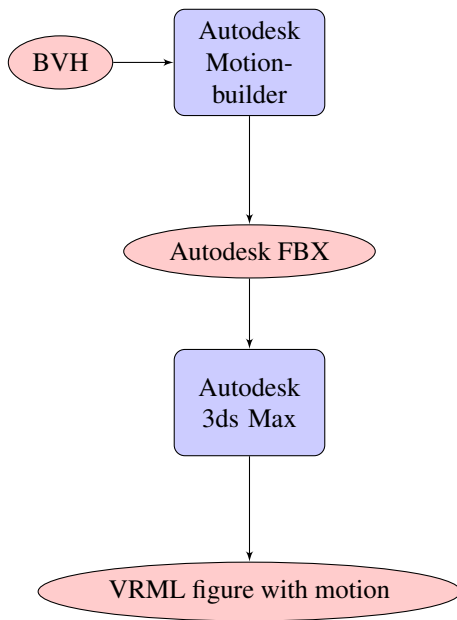 BVH
Autodesk
Motion-
builder
Autodesk FBX
Autodesk
3ds Max
VRML figure with motion